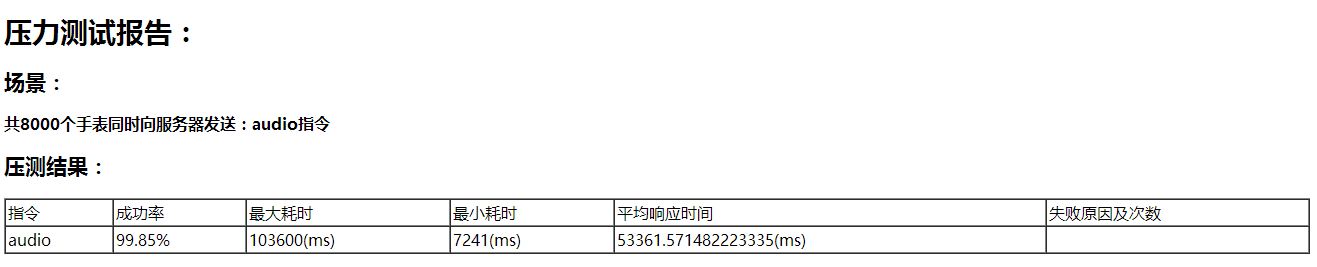 压力测试报告：
场景：
共8000个手表同时向服务器发送：audio指令
压测结果：
指令 成功率 最大耗时 最小耗时 平均响应时间 失败原因及次数
audio 99.85% 103600(ms) 7241(ms) 53361.571482223335(ms)